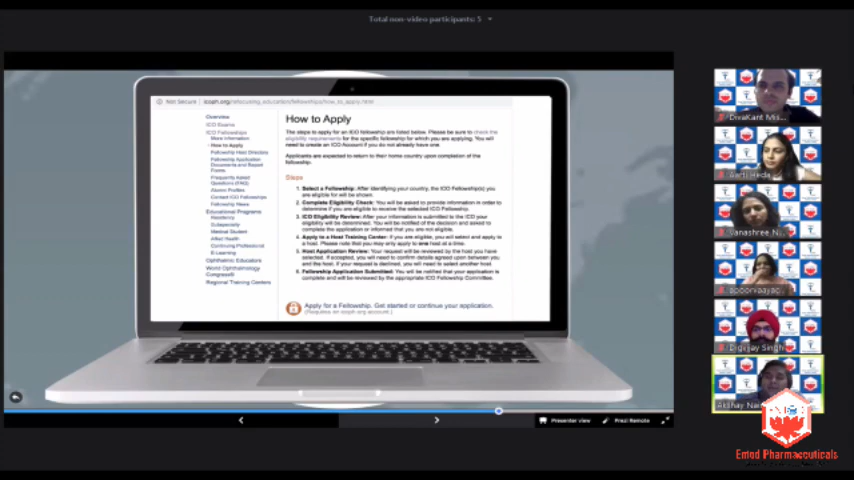 Total non-video participants: 5
Not Secure | icoph.org/refocusing_education/fellowships/how_to_apply.html
Overview
ICO Exams
ICO Fellowships
More Information
How to Apply
Fellowship Host Directory
Fellowship Application
Documents and Report
Forms
Frequently Asked
Questions (FAQ)
Alumni Profiles
Contact ICO Fellowships
Fellowship News
Educational Programs
Residency
Subspecialty
Medical Student
Allied Health
Continuing Professional
E-Learning
Ophthalmic Educators
World Ophthalmology
Congress®
Regional Training Centers
How to Apply
The steps to apply for an ICO fellowship are listed below. Please be sure to check the
eligibility requirements for the specific fellowship for which you are applying. You will
need to create an ICO Account if you do not already have one.
Applicants are expected to return to their home country upon completion of the
fellowship.
Steps
1. Select a Fellowship. After identifying your country, the ICO Fellowship(s) you
are eligible for will be shown.
2. Complete Eligibility Check: You will be asked to provide information in order to
determine if you are eligible to receive the selected ICO Fellowship.
3. ICO Eligibility Review: After your information is submitted to the ICO your
eligibility will be determined. You will be notified of the decision and asked to
complete the application or informed that you are not eligible.
4. Apply to a Host Training Center: If you are eligible, you will select and apply to
a host. Please note that you may only apply to one host at a time.
5. Host Application Review: Your request will be reviewed by the host you have
selected. If accepted, you will need to confirm details agreed upon between you
and the host. If your request is declined, you will need to select another host.
6. Fellowship Application Submitted: You will be notified that your application is
complete and will be reviewed by the appropriate ICO Fellowship Committee.
Apply for a Fellowship. Get started or continue your application.
(Requires an icoph.org account.)
Presenter view
Prezi Remote
DivaKant Mis...
Aarti Heda
Vanashree N...
apoorvaayac...
Digvijay Singh
Akshay Nai
Entod Pharmaceuticals